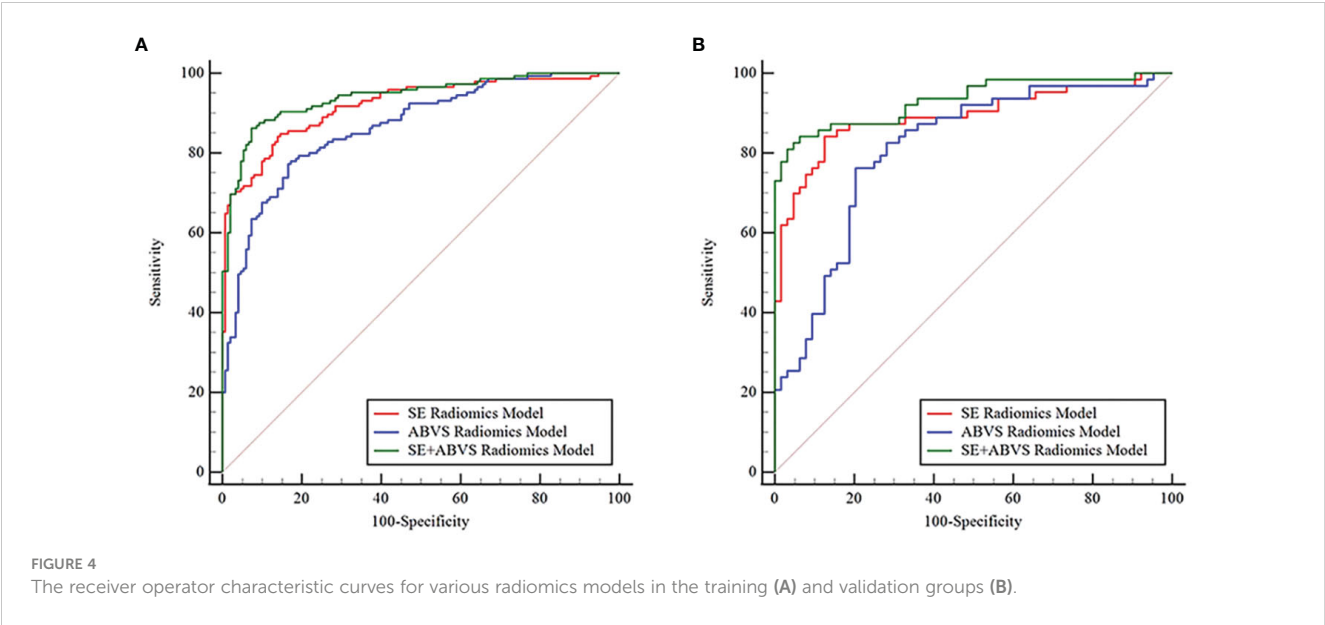 A
B
100
80
60
40
20
0
Sensitivity
0 20 40 60 80 100
100-Specificity
SE Radiomics Model
ABVS Radiomics Model
SE+ABVS Radiomics Model
100
80
60
40
20
0
Sensitivity
0 20 40 60 80 100
100-Specificity
SE Radiomics Model
ABVS Radiomics Model
SE+ABVS Radiomics Model
FIGURE 4
The receiver operator characteristic curves for various radiomics models in the training (A) and validation groups (B).